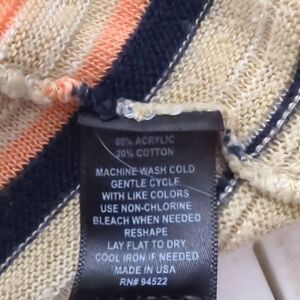 80% ACRYLIC
20% COTTON
MACHINE WASH COLD
GENTLE CYCLE
WITH LIKE COLORS
USE NON-CHLORINE
BLEACH WHEN NEEDED
RESHAPE
LAY FLAT TO DRY
COOL IRON IF NEEDED
MADE IN USA
RN# 94522